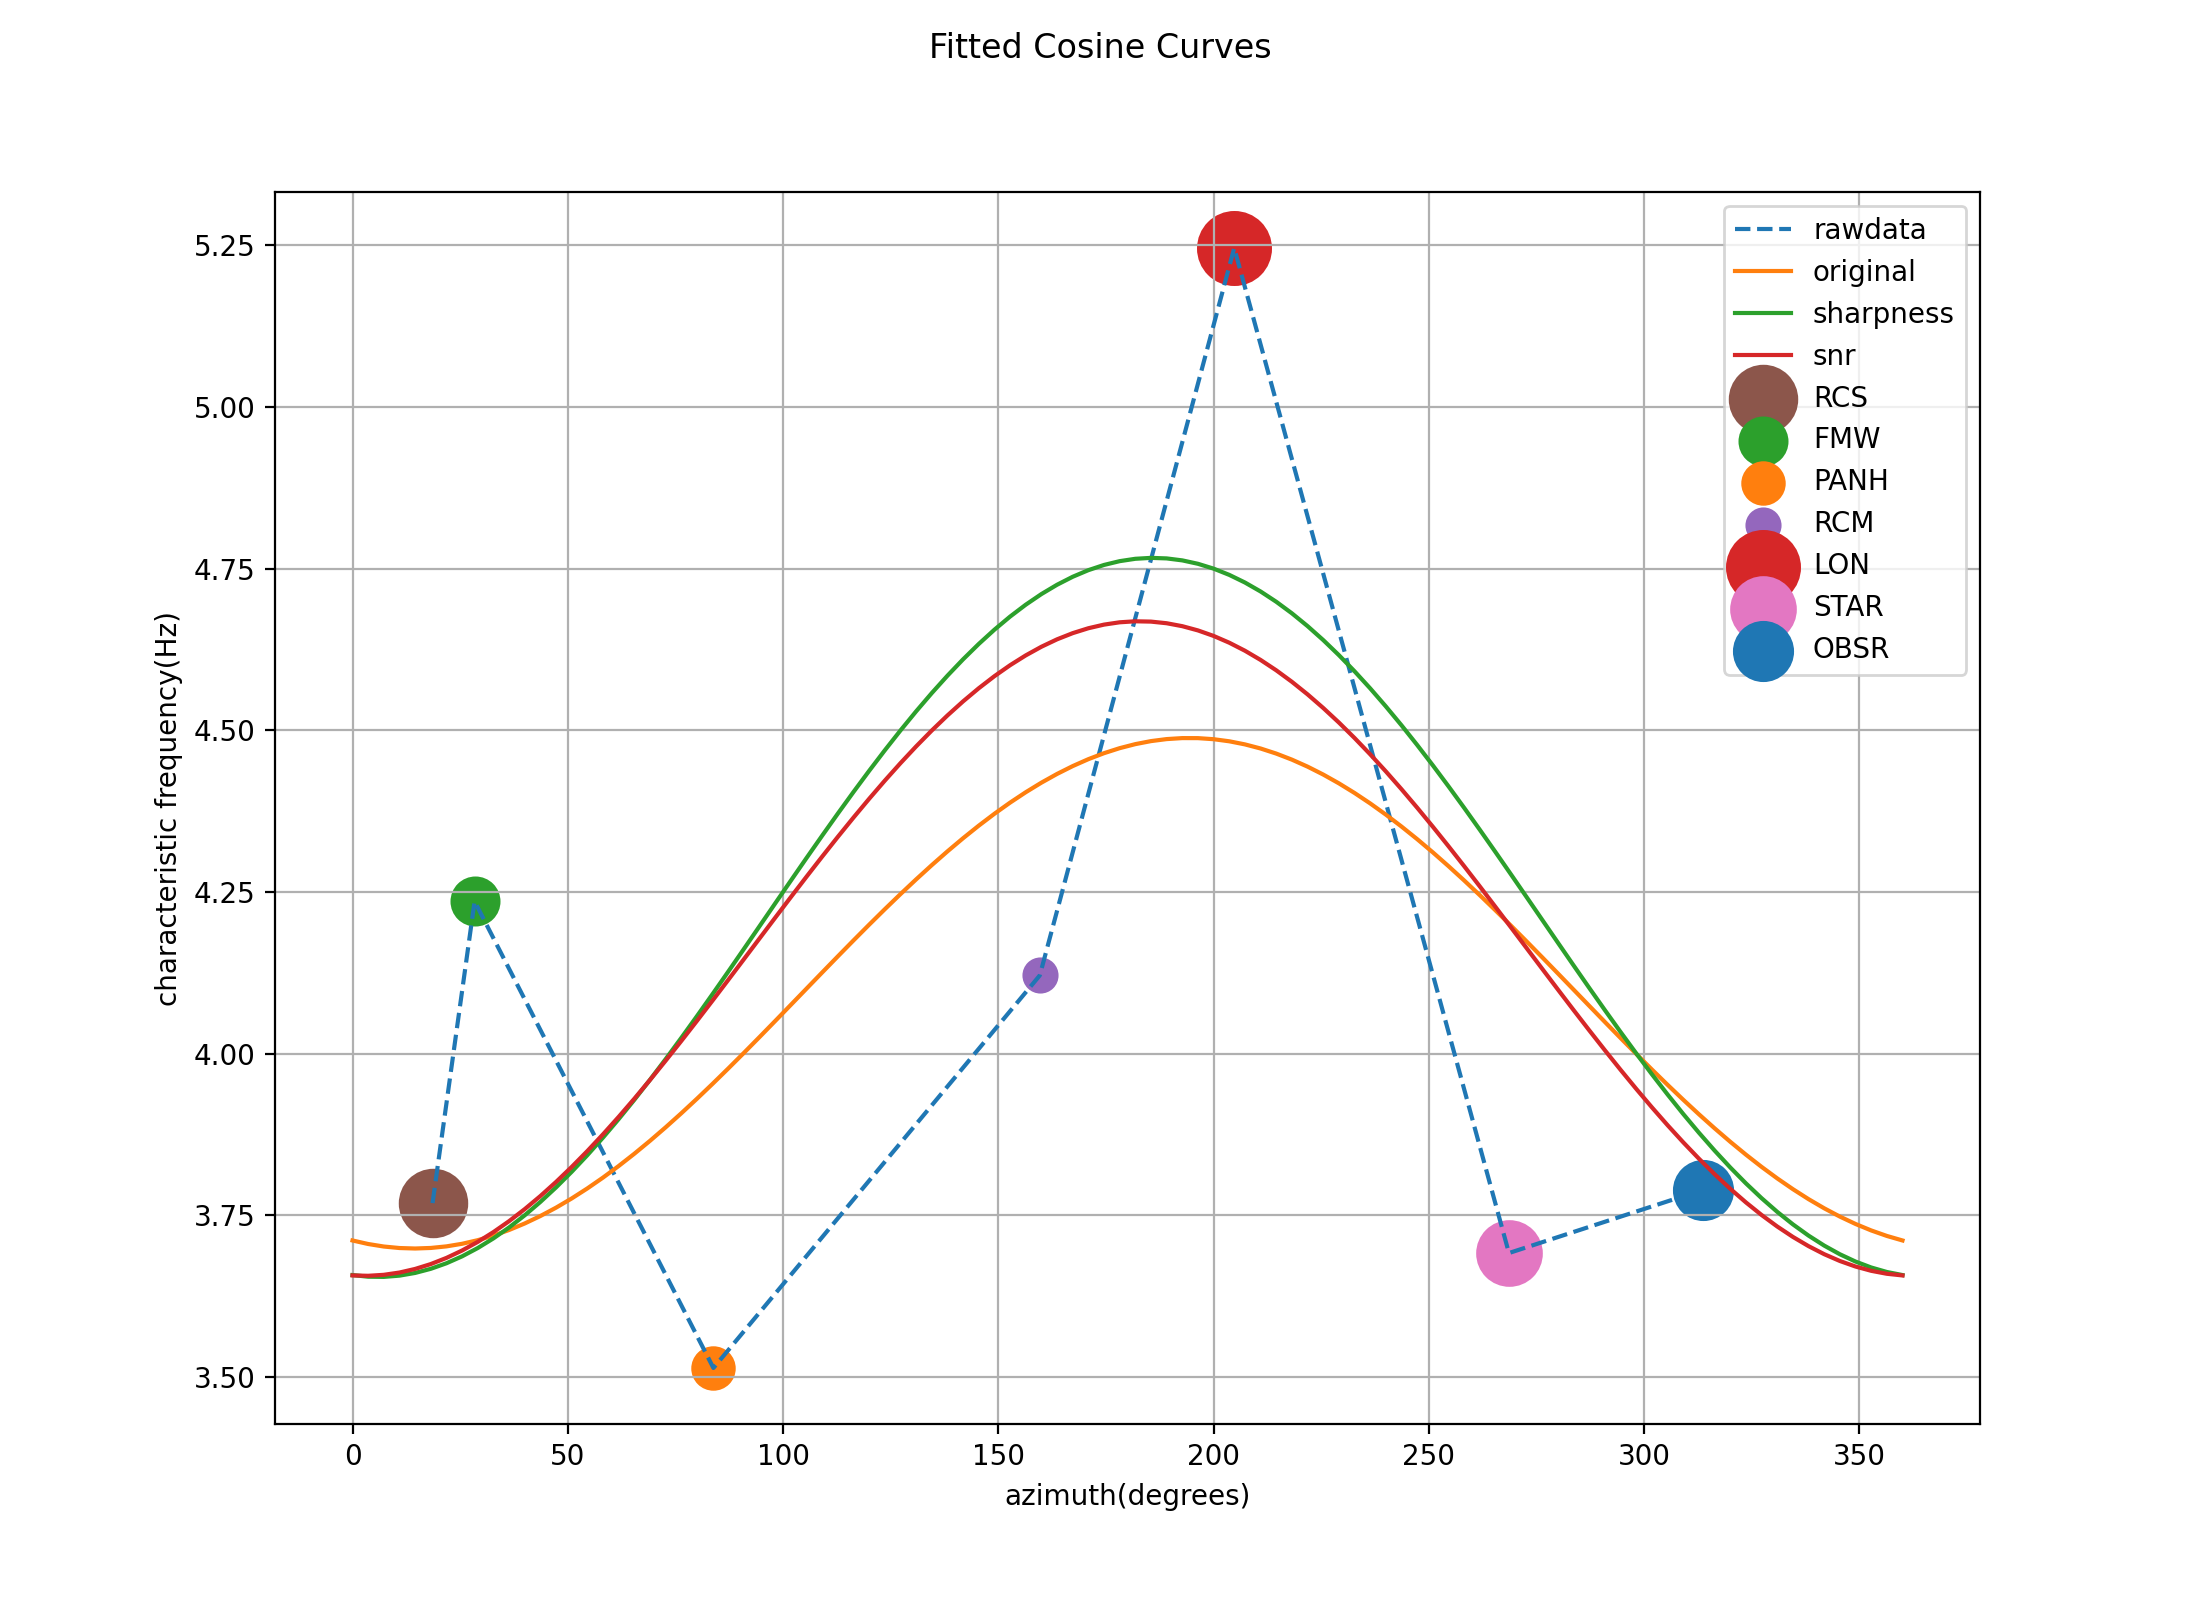 Fitted Cosine Curves
5.25
5.00
4.75
4.50
4.25
4.00
3.75
3.50
characteristic frequency(Hz)
rawdata
original
sharpness
snr
RCS
FMW
PANH
RCM
LON
STAR
OBSR
0 50 100 150 200 250 300 350
azimuth(degrees)